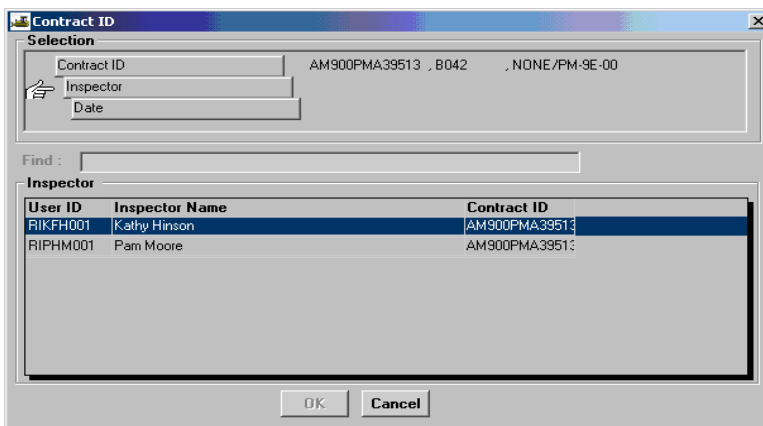 Contract ID
Selection
Contract ID AM900PMA39513 , B042 , NONE/PM-9E-00
Inspector
Date
Find :
Inspector
User ID Inspector Name Contract ID
RIKFH001 Kathy Hinson AM900PMA39513
RIPHM001 Pam Moore AM900PMA39513
OK Cancel